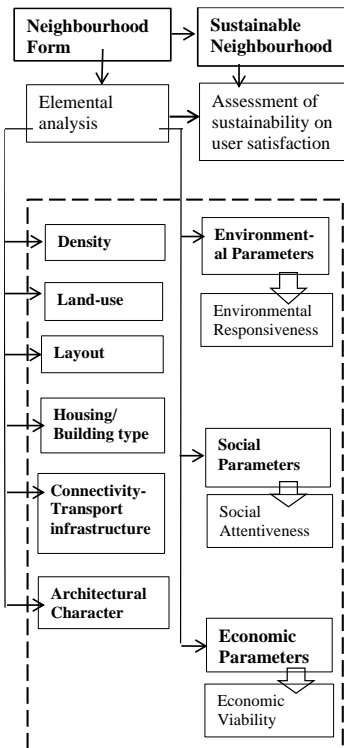 Neighbourhood
Form
Sustainable
Neighbourhood
Elemental
analysis
Assessment of
sustainability on
user satisfaction
Density
Land-use
Layout
Housing/
Building type
Connectivity-
Transport
infrastructure
Architectural
Character
Environment-
al Parameters
Environmental
Responsiveness
Social
Parameters
Social
Attentiveness
Economic
Parameters
Economic
Viability